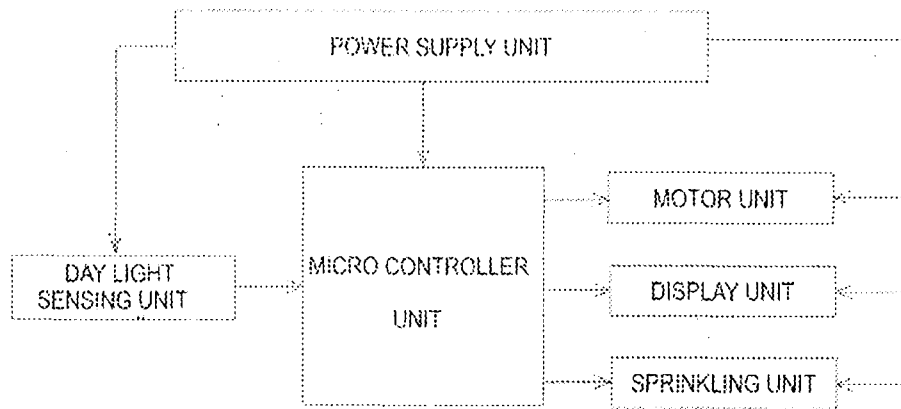 POWER SUPPLY UNIT
MICRO CONTROLLER
UNIT
DAY LIGHT
SENSING UNIT
MOTOR UNIT
DISPLAY UNIT
SPRINKLING UNIT